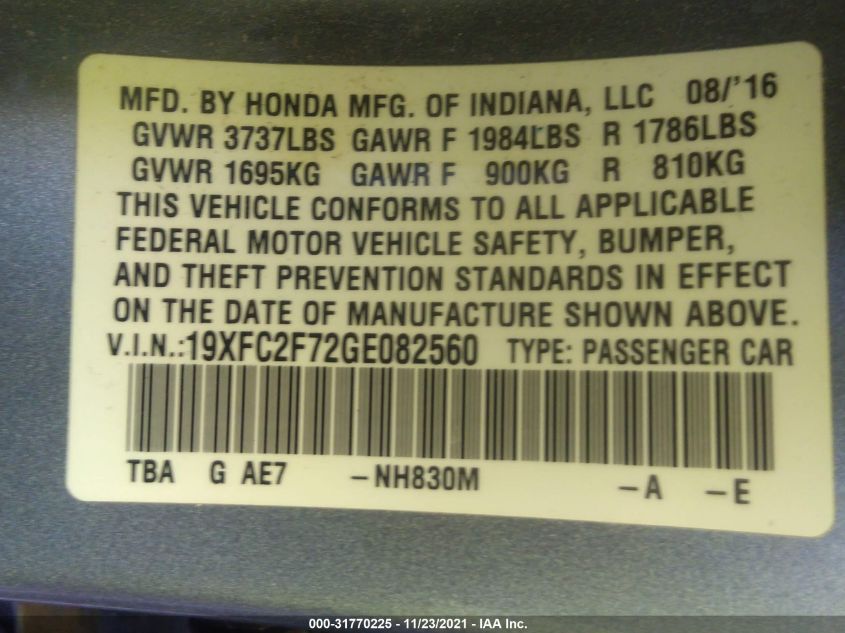 MFD. BY HONDA MFG. OF INDIANA, LLC 08/'16
GVWR 3737LBS GAWR F 1984LBS R 1786LBS
GVWR 1695KG GAWR F 900KG R 810KG
THIS VEHICLE CONFORMS TO ALL APPLICABLE
FEDERAL MOTOR VEHICLE SAFETY, BUMPER,
AND THEFT PREVENTION STANDARDS IN EFFECT
ON THE DATE OF MANUFACTURE SHOWN ABOVE.
V.I.N.:19XFC2F72GE082560 TYPE: PASSENGER CAR
TBA G AE7 -NH830M -A -E
000-31770225 - 11/23/2021 - IAA Inc.